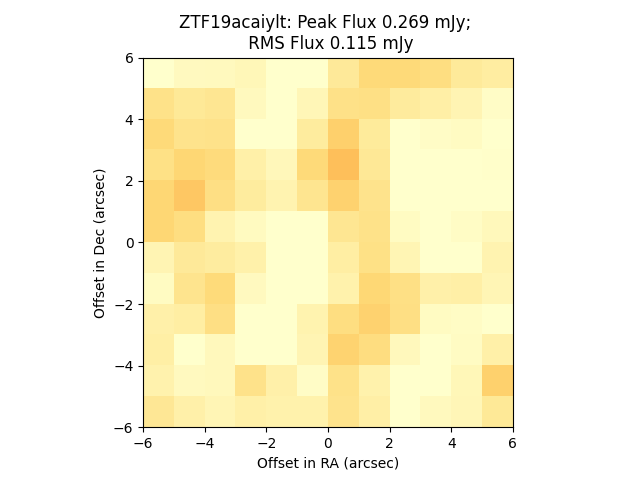 ZTF19acaiylt: Peak Flux 0.269 mJy;
RMS Flux 0.115 mJy
6
4
2
0
−2
−4
−6
Offset in Dec (arcsec)
−6 −4 −2 0 2 4 6
Offset in RA (arcsec)